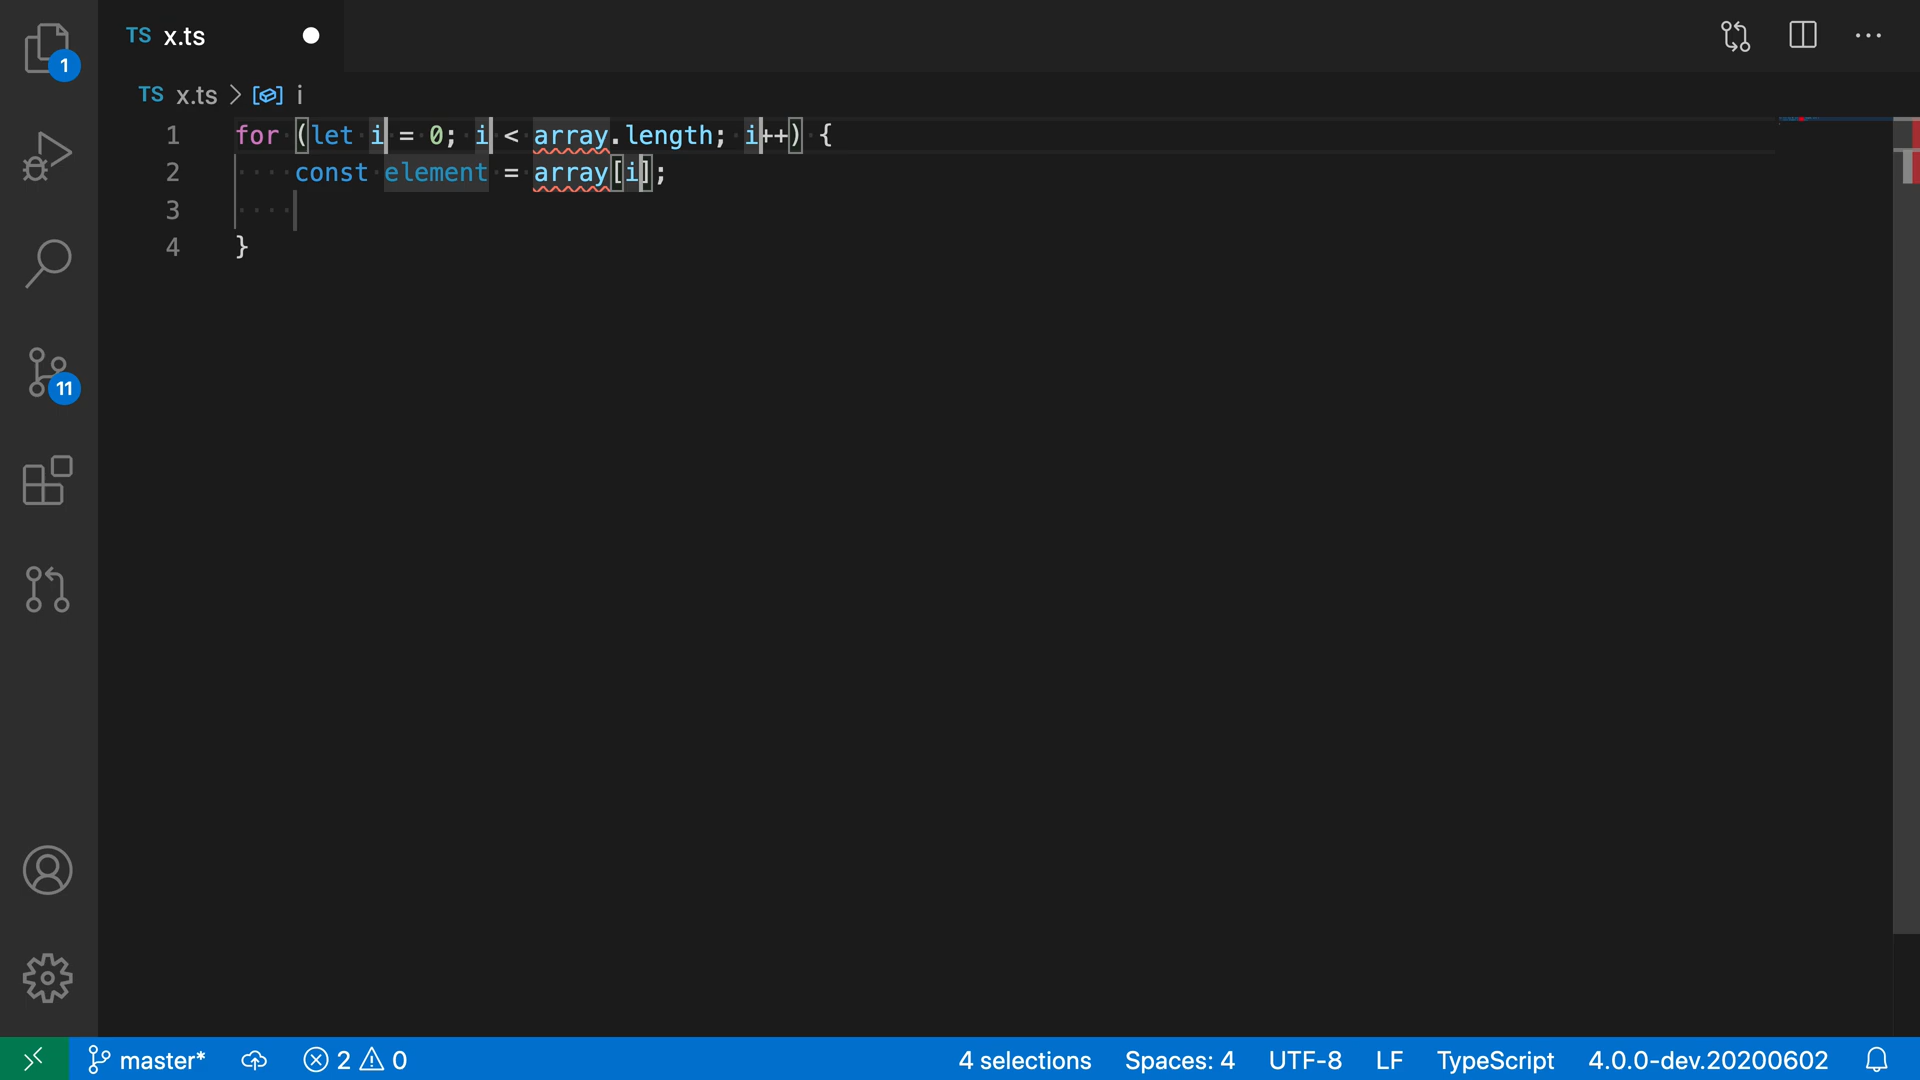 TS x.ts
1
TS x.ts > i
1 for (let i = 0; i < array.length; i++) {
2 const element = array[i];
3
4 }
11
master* 2 0 4 selections Spaces: 4 UTF-8 LF TypeScript 4.0.0-dev.20200602